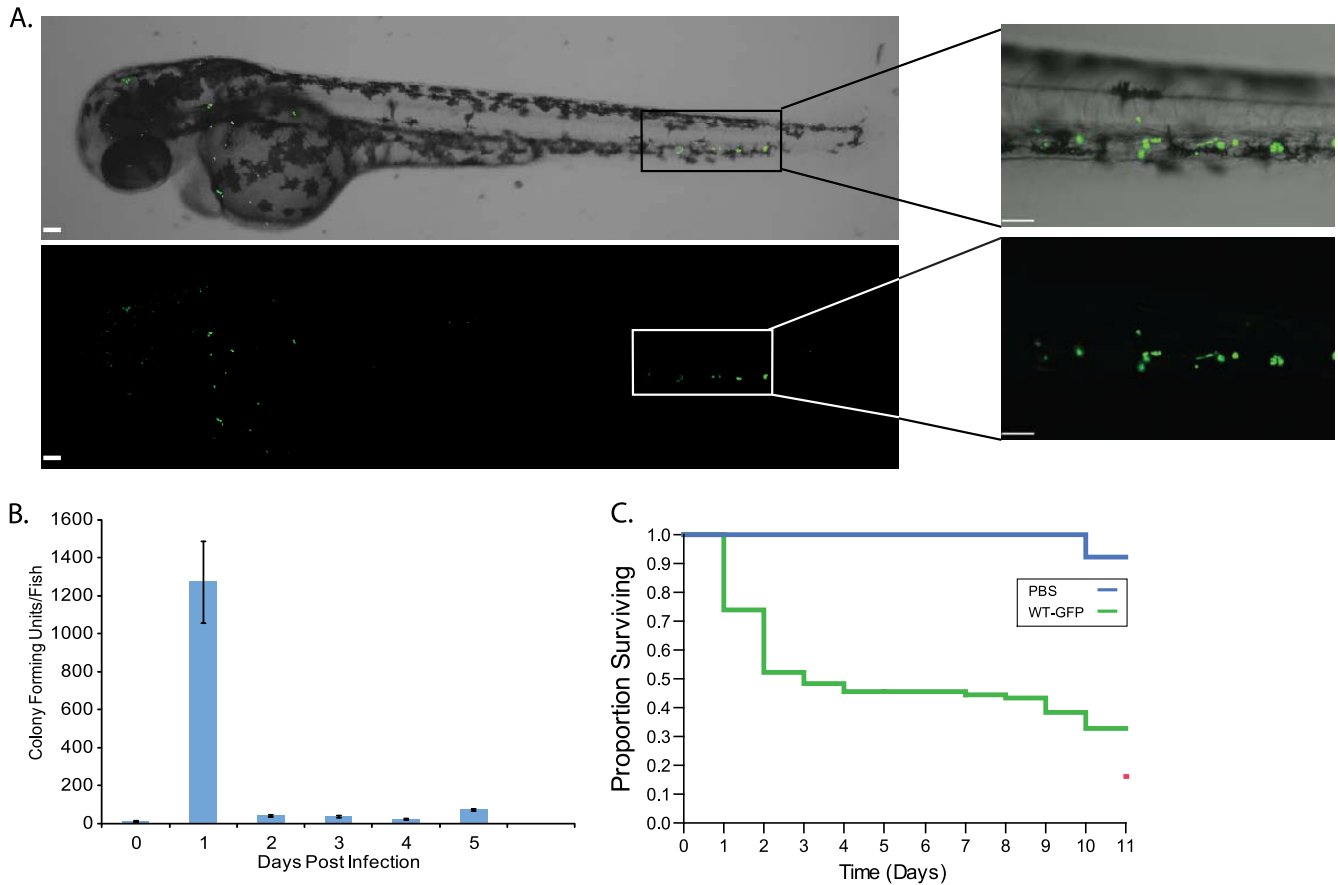 A.
B.
1600
1400
1200
1000
800
600
400
200
0
Colony Forming Units/Fish
0 1 2 3 4 5
Days Post Infection
C.
1.0
0.9
0.8
0.7
0.6
0.5
0.4
0.3
0.2
0.1
0.0
Proportion Surviving
PBS
WT-GFP
0 1 2 3 4 5 6 7 8 9 10 11
Time (Days)